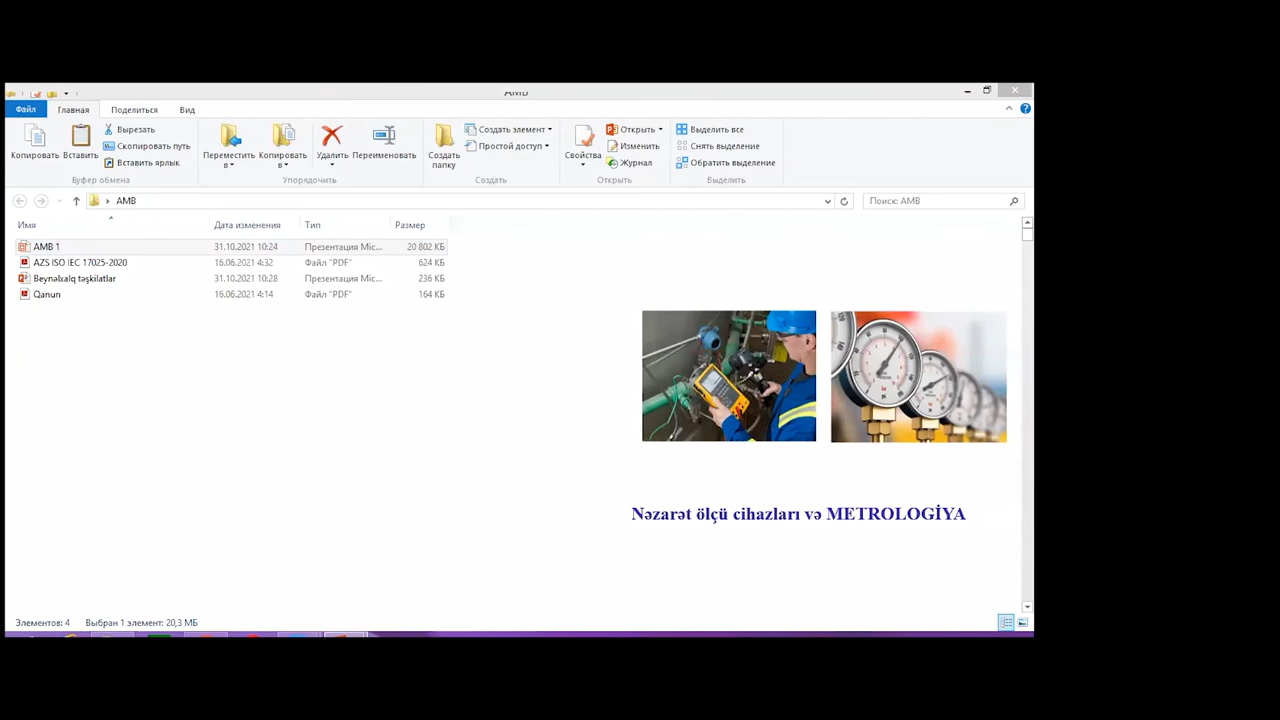 AMB
Файл Главная Поделиться Вид
Копировать Вставить Вырезать Скопировать путь Вставить ярлык
Буфер обмена
Переместить в Копировать в Удалить Переименовать
Упорядочить
Создать папку Создать элемент Простой доступ
Создать
Свойства Открыть Изменить Журнал
Открыть
Выделить все Снять выделение Обратить выделение
Выделить
AMB Поиск: AMB
Имя Дата изменения Тип Размер
AMB 1 31.10.2021 10:24 Презентация Mic... 20 802 КБ
AZS ISO IEC 17025-2020 16.06.2021 4:32 Файл "PDF" 624 КБ
Beynəlxalq təşkilatlar 31.10.2021 10:28 Презентация Mic... 236 КБ
Qanun 16.06.2021 4:14 Файл "PDF" 164 КБ
Nəzarət ölçü cihazları və METROLOGİYA
Элементов: 4 Выбран 1 элемент: 20,3 МБ